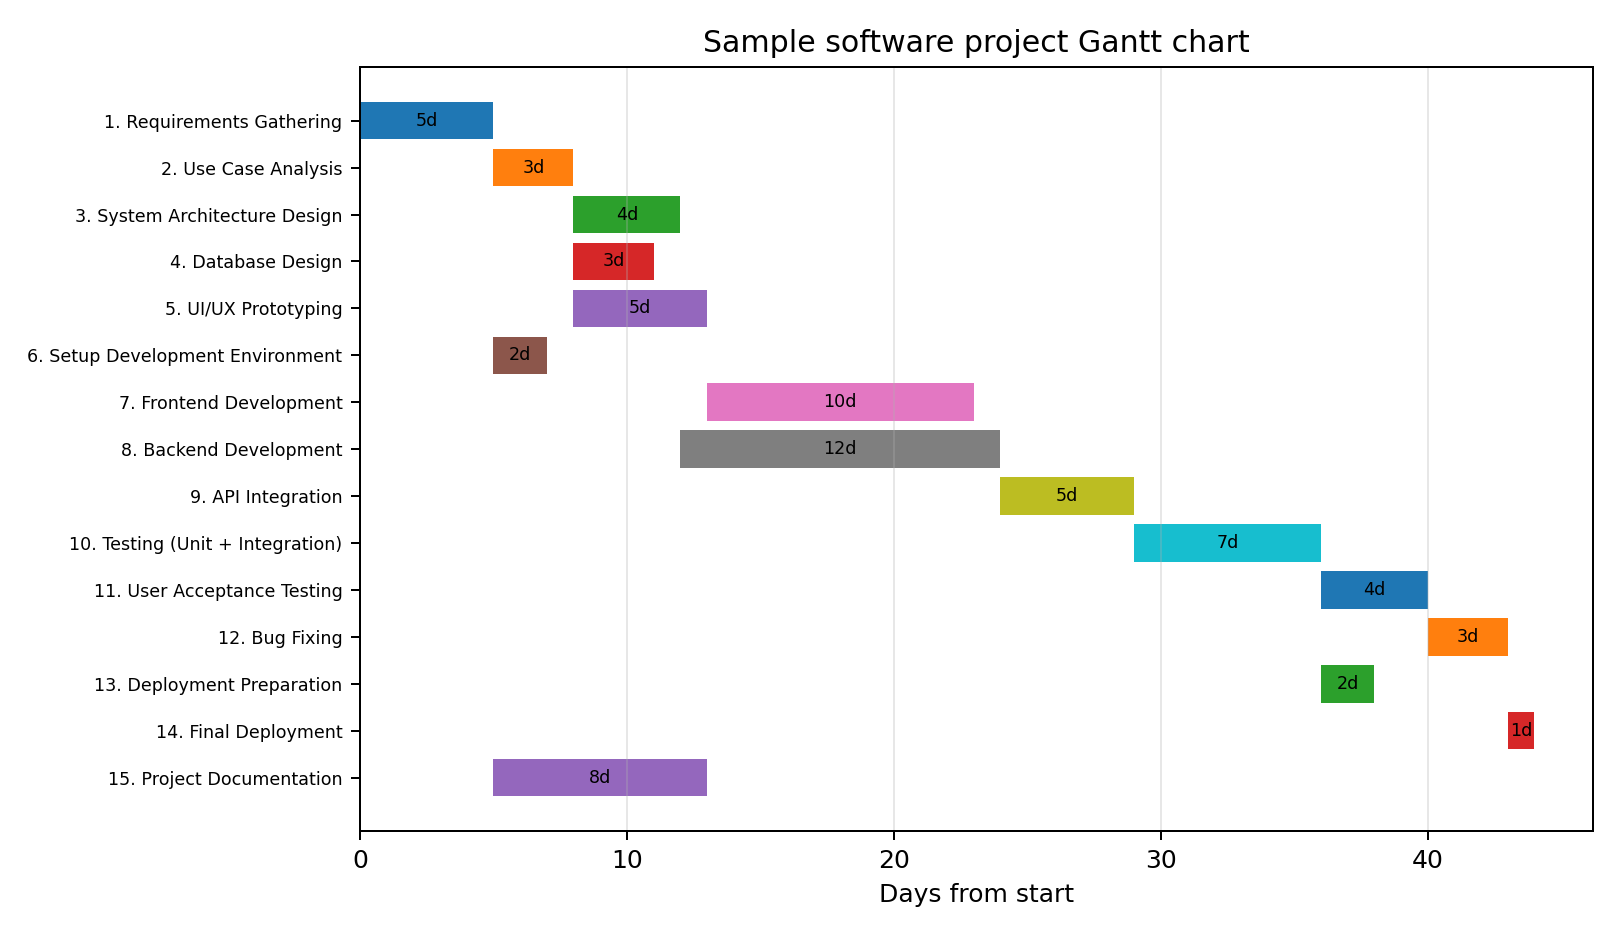 Sample software project Gantt chart
1. Requirements Gathering 5d
2. Use Case Analysis 3d
3. System Architecture Design 4d
4. Database Design 3d
5. UI/UX Prototyping 5d
6. Setup Development Environment 2d
7. Frontend Development 10d
8. Backend Development 12d
9. API Integration 5d
10. Testing (Unit + Integration) 7d
11. User Acceptance Testing 4d
12. Bug Fixing 3d
13. Deployment Preparation 2d
14. Final Deployment 1d
15. Project Documentation 8d
0 10 20 30 40
Days from start